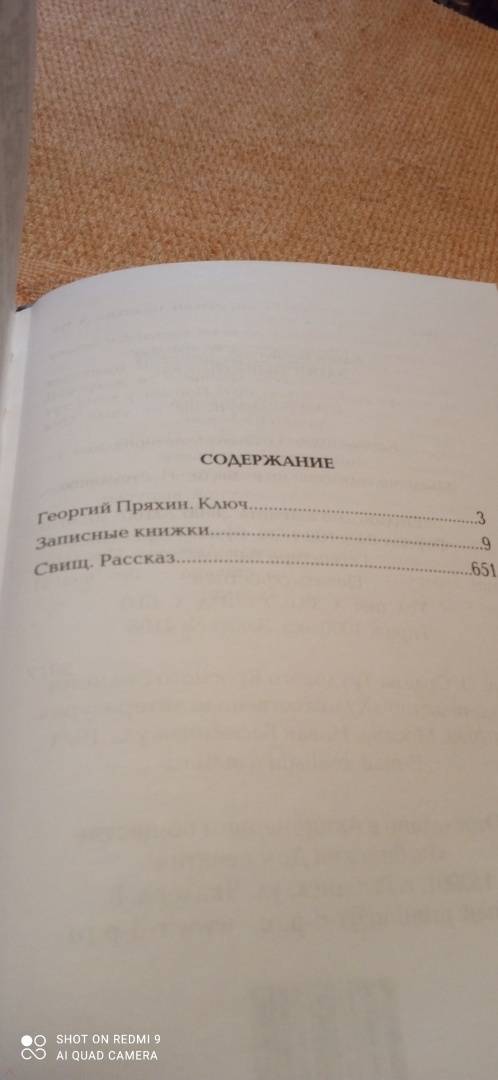 СОДЕРЖАНИЕ
Георгий Пряхин. Ключ....................................................3
Записные книжки..............................................................9
Свищ. Рассказ..................................................................651
SHOT ON REDMI 9
AI QUAD CAMERA